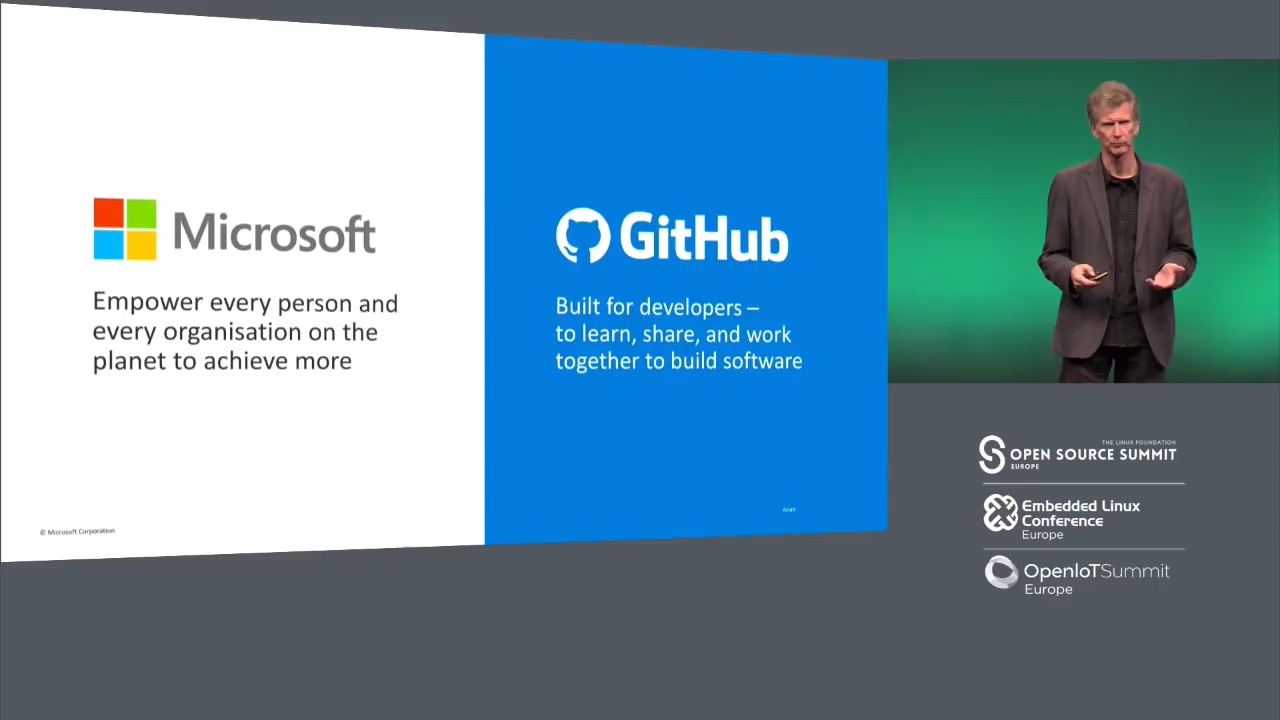 Microsoft
Empower every person and
every organisation on the
planet to achieve more
© Microsoft Corporation
GitHub
Built for developers –
to learn, share, and work
together to build software
Azure
THE LINUX FOUNDATION
OPEN SOURCE SUMMIT
EUROPE
Embedded Linux
Conference
Europe
OpenIoTSummit
Europe